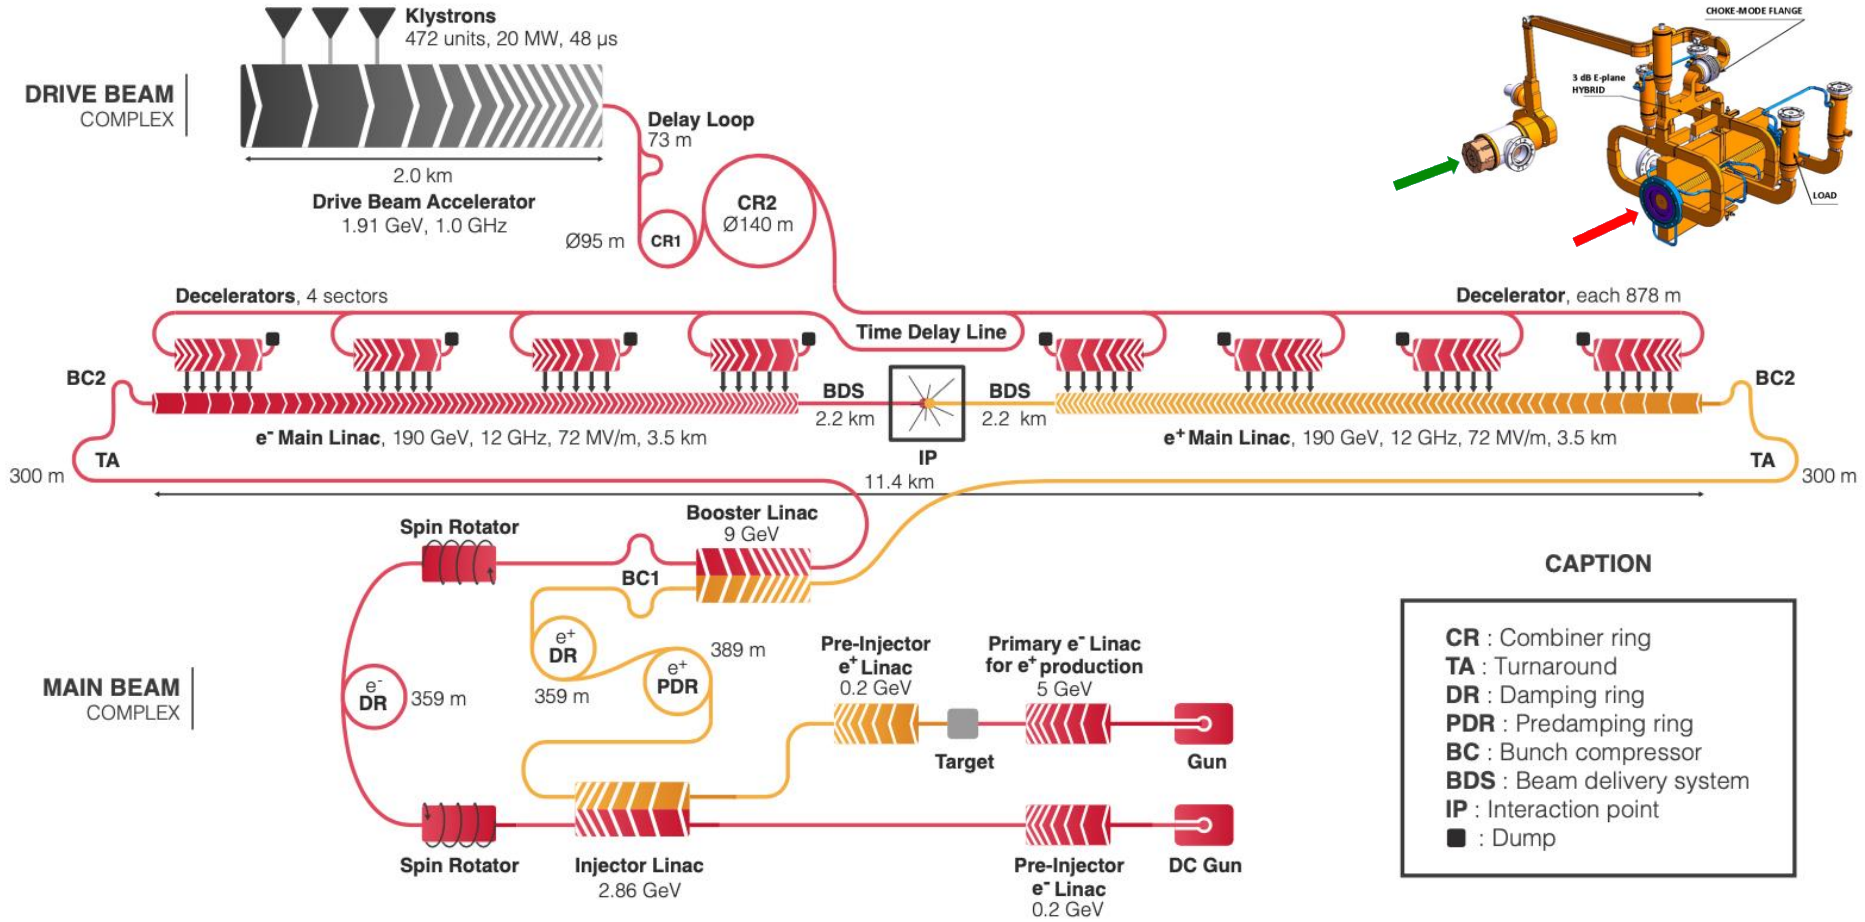 Klystrons
472 units, 20 MW, 48 µs
DRIVE BEAM
COMPLEX
2.0 km
Drive Beam Accelerator
1.91 GeV, 1.0 GHz
Delay Loop
73 m
CR2
Ø140 m
Ø95 m
CR1
CHOKE-MODE FLANGE
3 dB E-plane
HYBRID
LOAD
Decelerators, 4 sectors
Decelerator, each 878 m
Time Delay Line
BC2
BDS
2.2 km
BDS
2.2 km
BC2
e- Main Linac, 190 GeV, 12 GHz, 72 MV/m, 3.5 km
e+ Main Linac, 190 GeV, 12 GHz, 72 MV/m, 3.5 km
IP
TA
300 m
TA
300 m
11.4 km
Spin Rotator
Booster Linac
9 GeV
BC1
e+
DR
359 m
e+
PDR
389 m
MAIN BEAM
COMPLEX
e-
DR
359 m
Pre-Injector
e+ Linac
0.2 GeV
Primary e- Linac
for e+ production
5 GeV
Target
Gun
Spin Rotator
Injector Linac
2.86 GeV
Pre-Injector
e- Linac
0.2 GeV
DC Gun
CAPTION
CR : Combiner ring
TA : Turnaround
DR : Damping ring
PDR : Predamping ring
BC : Bunch compressor
BDS : Beam delivery system
IP : Interaction point
: Dump